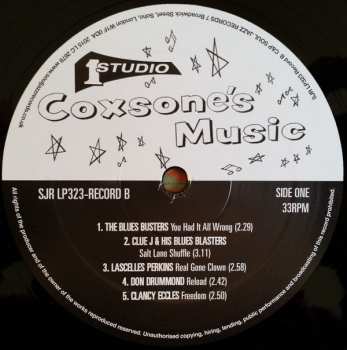 1 STUDIO
Coxsone's
Music
SJR LP323-RECORD B
SIDE ONE
33RPM
1. THE BLUES BUSTERS You Had It All Wrong (2.29)
2. CLUE J & HIS BLUES BLASTERS
Salt Lane Shuffle (3.11)
3. LASCELLES PERKINS Real Gone Clown (2.58)
4. DON DRUMMOND Reload (2.42)
5. CLANCY ECCLES Freedom (2.50)
All rights of the producer and of the owner of the recorded work reserved. Unauthorised copying, hiring, lending, public performance and broadcasting of this record prohibited.